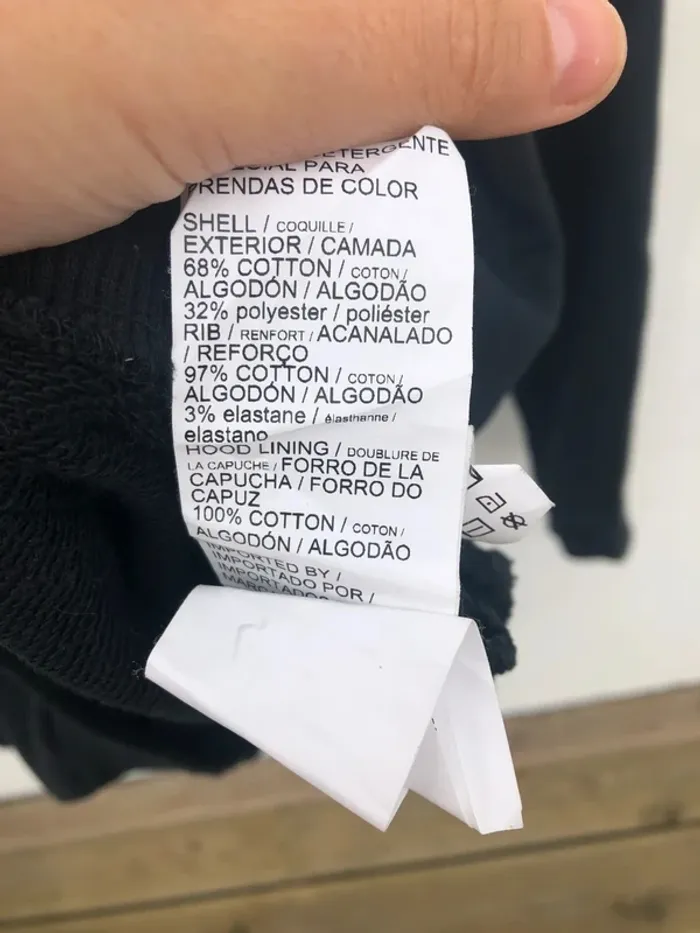 DETERGENTE
PARA
PRENDAS DE COLOR
SHELL / COQUILLE /
EXTERIOR / CAMADA
68% COTTON / COTON /
ALGODÓN / ALGODÃO
32% polyester / poliéster
RIB / RENFORT / ACANALADO
/ REFORÇO
97% COTTON / COTON /
ALGODÓN / ALGODÃO
3% elastane / élasthanne /
elastano
HOOD LINING / DOUBLURE DE
LA CAPUCHE / FORRO DE LA
CAPUCHA / FORRO DO
CAPUZ
100% COTTON / COTON /
ALGODÓN / ALGODÃO
IMPORTED BY /
IMPORTADO POR /